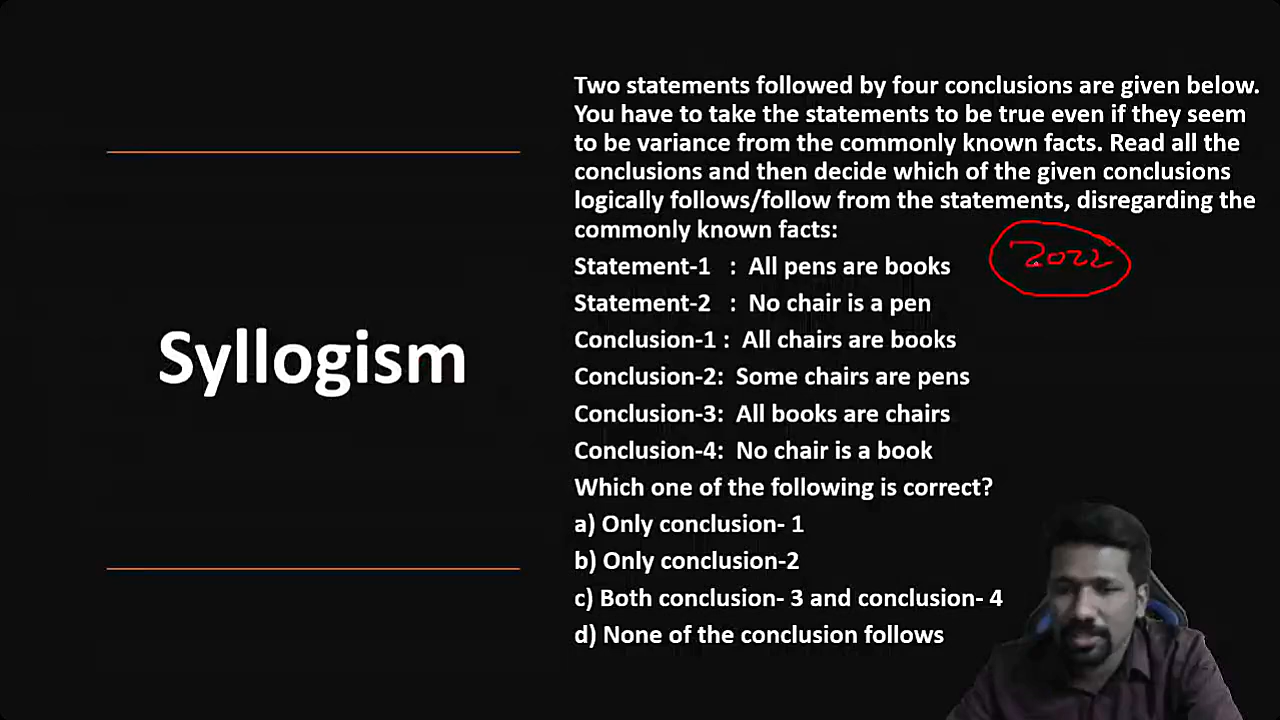 Syllogism
Two statements followed by four conclusions are given below.
You have to take the statements to be true even if they seem
to be variance from the commonly known facts. Read all the
conclusions and then decide which of the given conclusions
logically follows/follow from the statements, disregarding the
commonly known facts:
2022
Statement-1 : All pens are books
Statement-2 : No chair is a pen
Conclusion-1 : All chairs are books
Conclusion-2: Some chairs are pens
Conclusion-3: All books are chairs
Conclusion-4: No chair is a book
Which one of the following is correct?
a) Only conclusion- 1
b) Only conclusion-2
c) Both conclusion- 3 and conclusion- 4
d) None of the conclusion follows